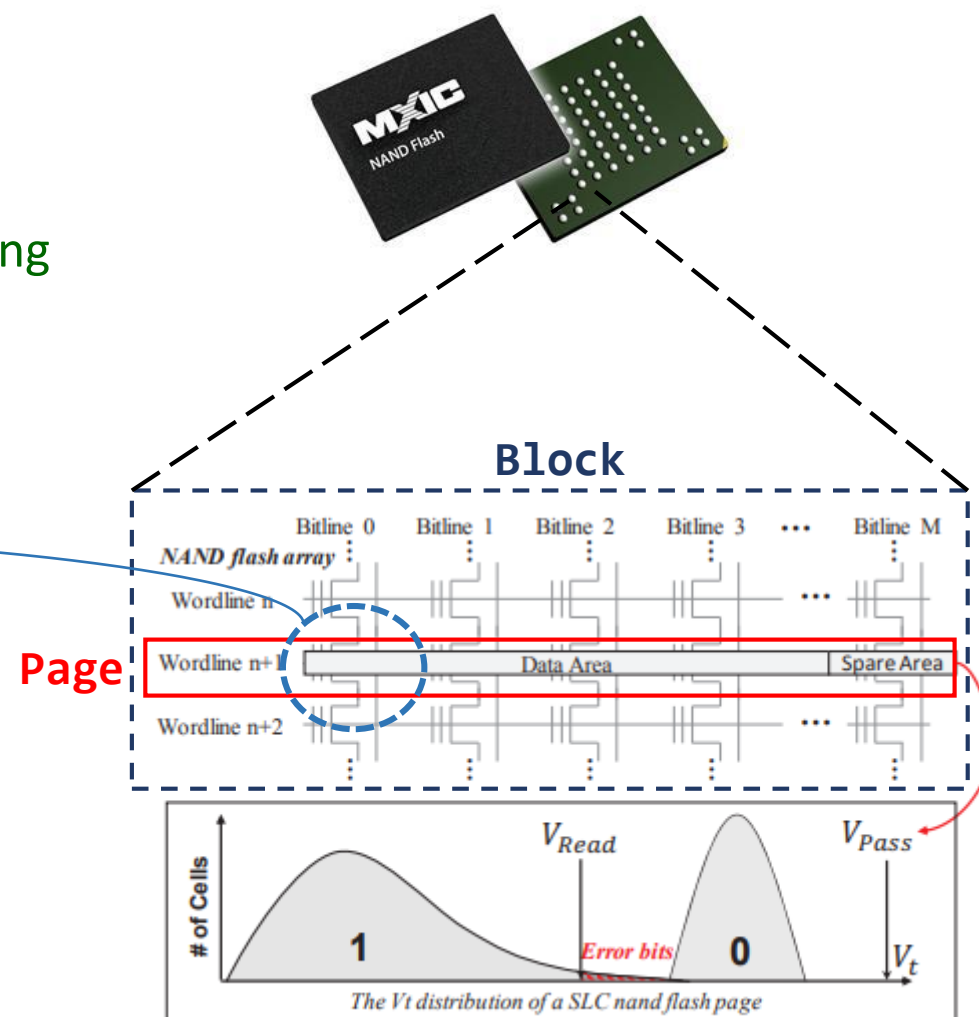 MXIC
NAND Flash
ng
Block
Bitline 0 Bitline 1 Bitline 2 Bitline 3 ••• Bitline M
NAND flash array
Wordline n
•••
Page
Wordline n+1 Data Area Spare Area
Wordline n+2
•••
V_Read V_Pass
# of Cells
1 Error bits 0 V_t
The Vt distribution of a SLC nand flash page